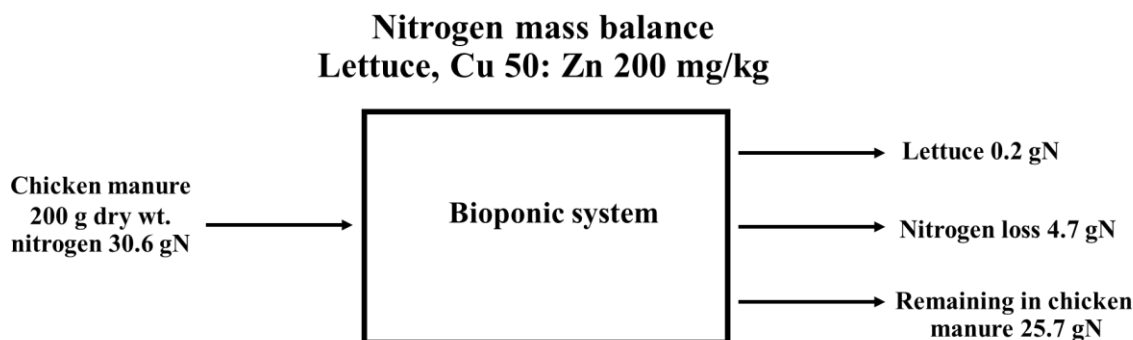 Nitrogen mass balance
Lettuce, Cu 50: Zn 200 mg/kg
Chicken manure
200 g dry wt.
nitrogen 30.6 gN
Bioponic system
Lettuce 0.2 gN
Nitrogen loss 4.7 gN
Remaining in chicken
manure 25.7 gN